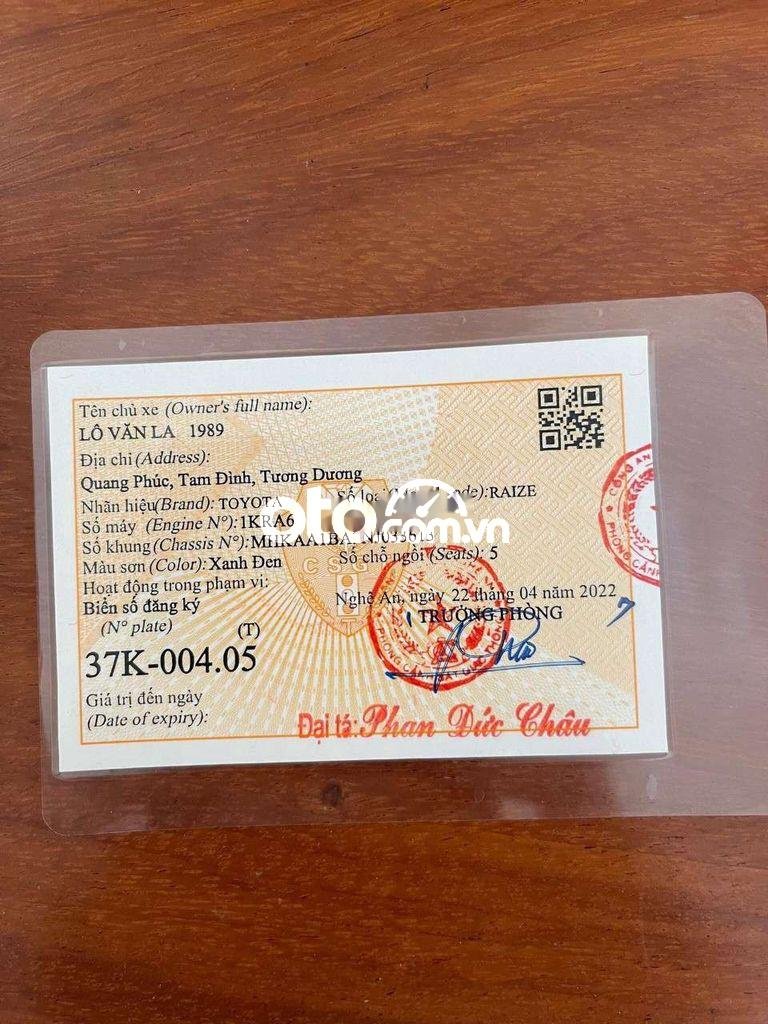 Tên chủ xe (Owner's full name):
LÔ VĂN LA 1989
Địa chỉ (Address):
Quang Phúc, Tam Đình, Tương Dương
Nhãn hiệu (Brand): TOYOTA Số loại RAIZE
Số máy (Engine N°): 1KRA6
Số khung (Chassis N°):
Màu sơn (Color): Xanh Đen Số chỗ ngồi (Seats): 5
Hoạt động trong phạm vi:
Nghệ An, ngày 22 tháng 04 năm 2022
Biển số đăng ký
TRƯỞNG PHÒNG
(N° plate) (T)
37K-004.05
Giá trị đến ngày
(Date of expiry):
Đại tá: Phan Đức Châu
oto
.com.vn
CÔNG AN